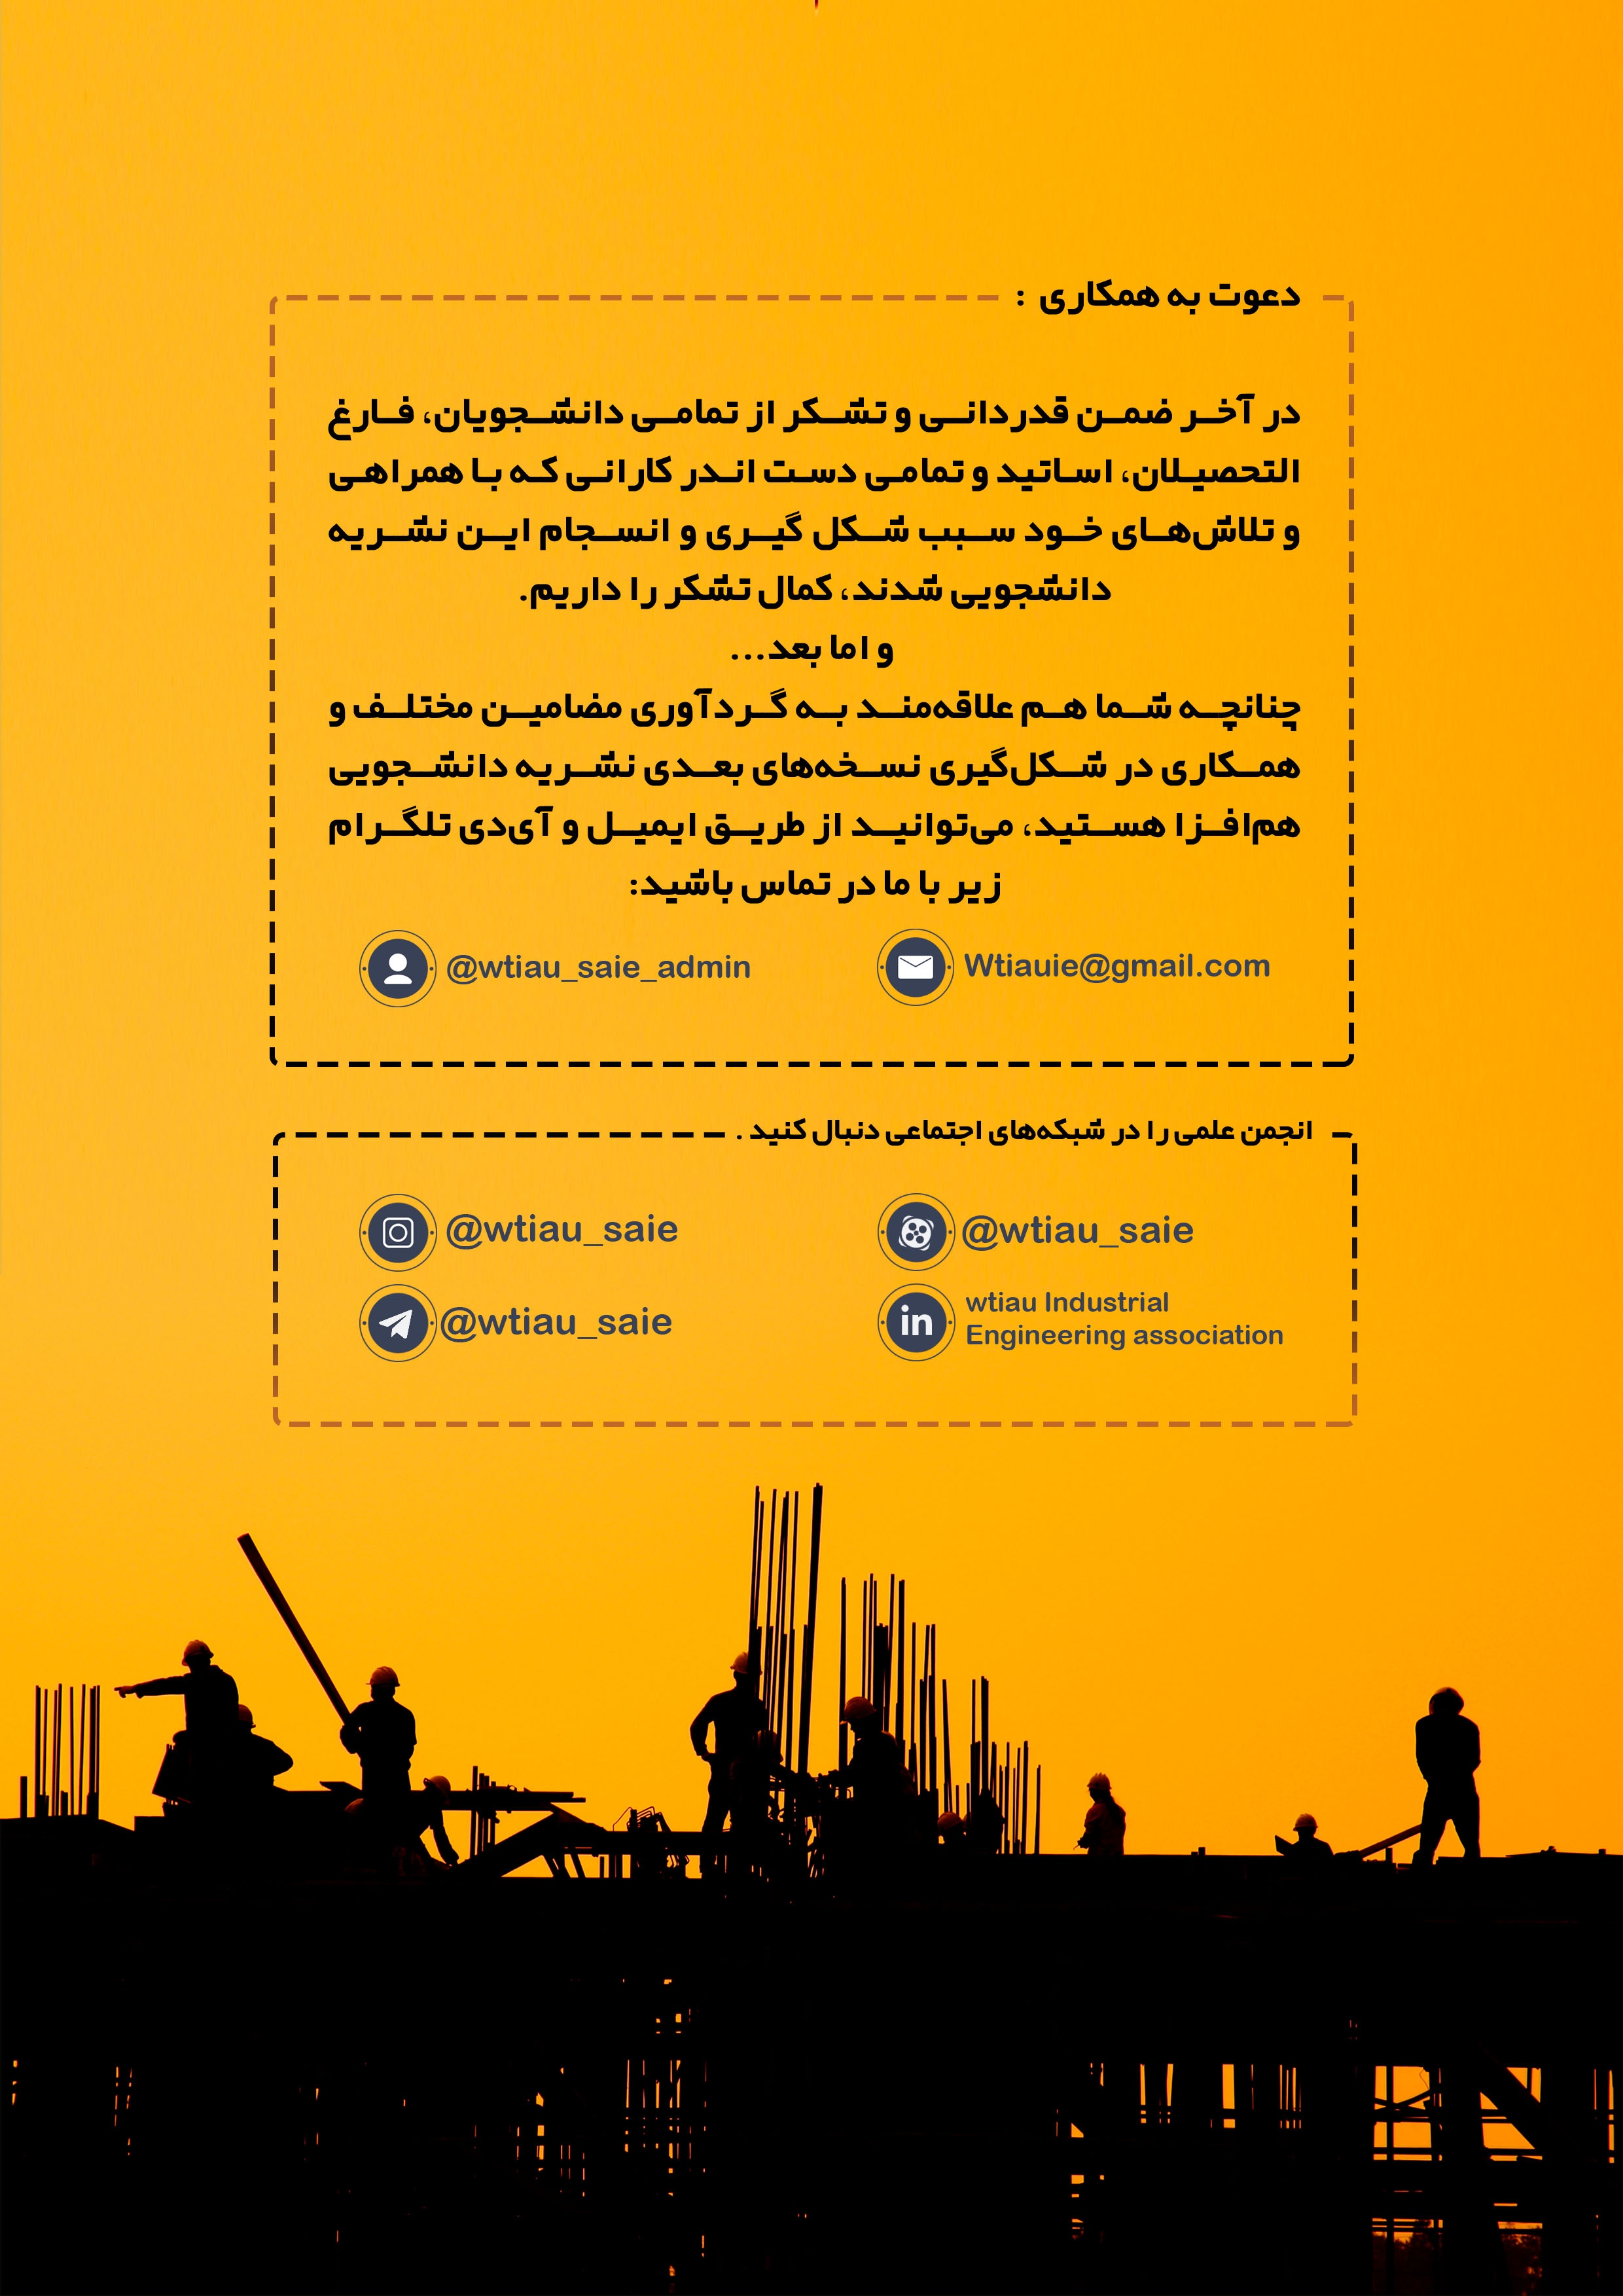 دعوت به همکاری :
در آخر ضمن قدردانی و تشکر از تمامی دانشجویان، فارغ
التحصیلان، اساتید و تمامی دست اندر کارانی که با همراهی
و تلاش‌های خود سبب شکل گیری و انسجام این نشریه
دانشجویی شدند، کمال تشکر را داریم.
و اما بعد...
چنانچه شما هم علاقه‌مند به گردآوری مضامین مختلف و
همکاری در شکل‌گیری نسخه‌های بعدی نشریه دانشجویی
هم‌افزا هستید، می‌توانید از طریق ایمیل و آی‌دی تلگرام
زیر با ما در تماس باشید:
Wtiauie@gmail.com
@wtiau_saie_admin
انجمن علمی را در شبکه‌های اجتماعی دنبال کنید .
@wtiau_saie
@wtiau_saie
wtiau Industrial
Engineering association
@wtiau_saie